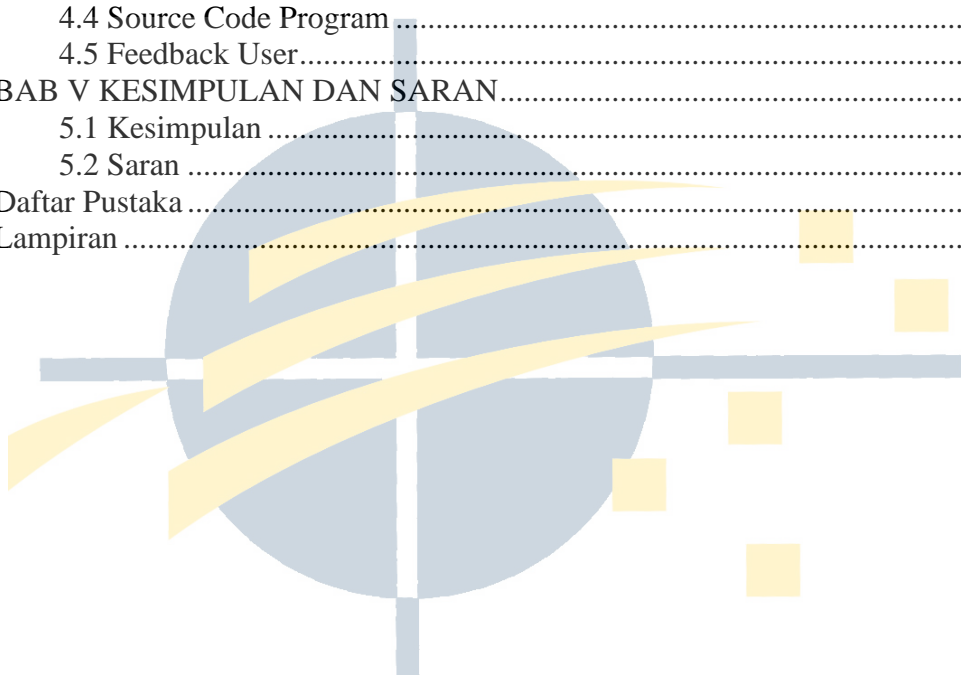 4.4 Source Code Program ..............................................................................
4.5 Feedback User..............................................................................
BAB V KESIMPULAN DAN SARAN..............................................................................
5.1 Kesimpulan ..............................................................................
5.2 Saran ..............................................................................
Daftar Pustaka ..............................................................................
Lampiran ..............................................................................